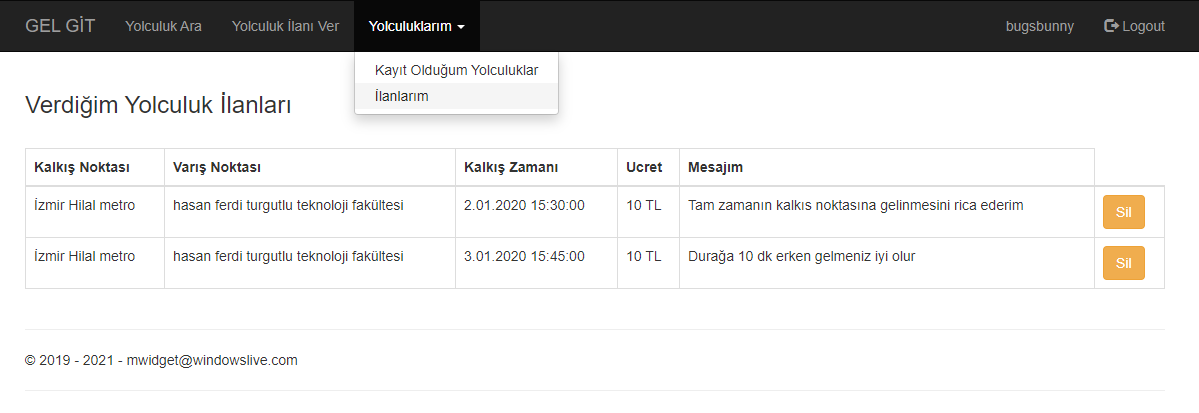 GEL GİT Yolculuk Ara Yolculuk İlanı Ver Yolculuklarım bugsbunny Logout
Kayıt Olduğum Yolculuklar
İlanlarım
Verdiğim Yolculuk İlanları
Kalkış Noktası Varış Noktası Kalkış Zamanı Ucret Mesajım
İzmir Hilal metro hasan ferdi turgutlu teknoloji fakültesi 2.01.2020 15:30:00 10 TL Tam zamanın kalkıs noktasına gelinmesini rica ederim Sil
İzmir Hilal metro hasan ferdi turgutlu teknoloji fakültesi 3.01.2020 15:45:00 10 TL Durağa 10 dk erken gelmeniz iyi olur Sil
© 2019 - 2021 - mwidget@windowslive.com